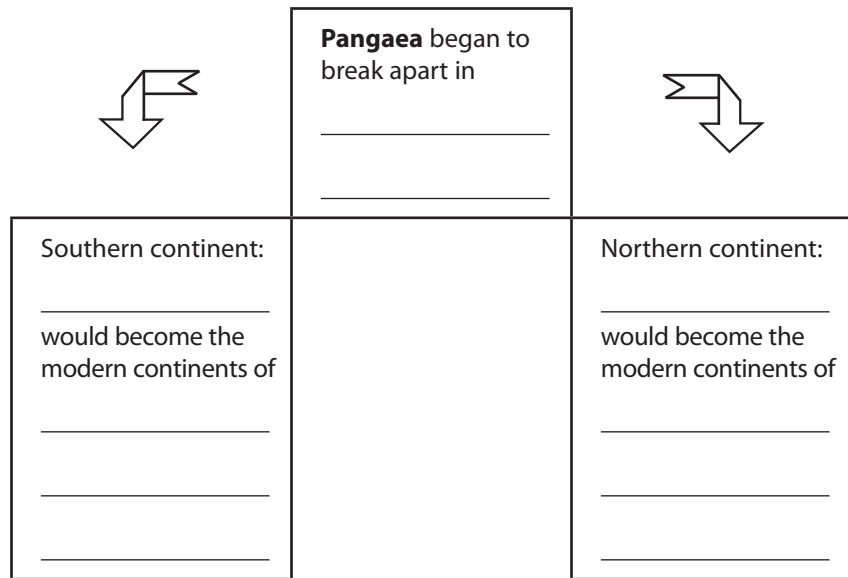 Pangaea began to
break apart in
Southern continent:
would become the
modern continents of
Northern continent:
would become the
modern continents of